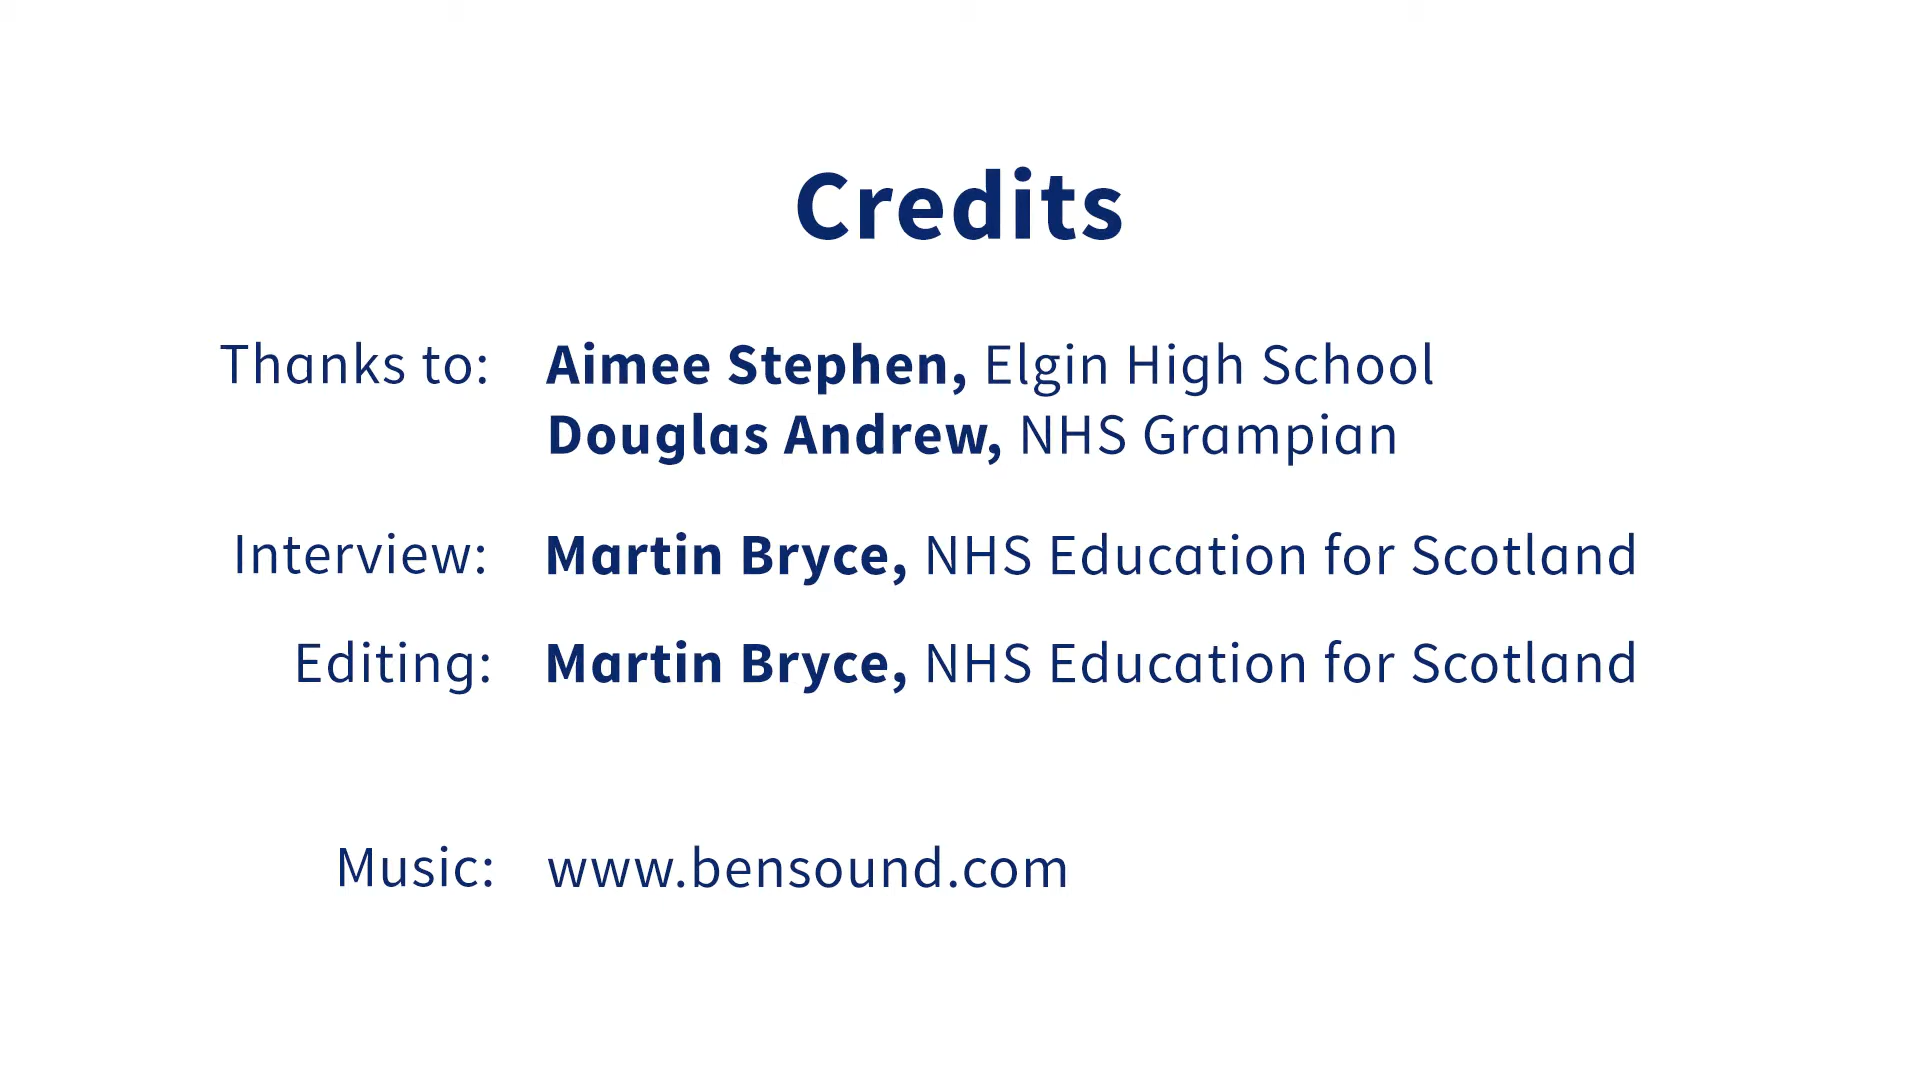 Credits
Thanks to: Aimee Stephen, Elgin High School
Douglas Andrew, NHS Grampian
Interview: Martin Bryce, NHS Education for Scotland
Editing: Martin Bryce, NHS Education for Scotland
Music: www.bensound.com